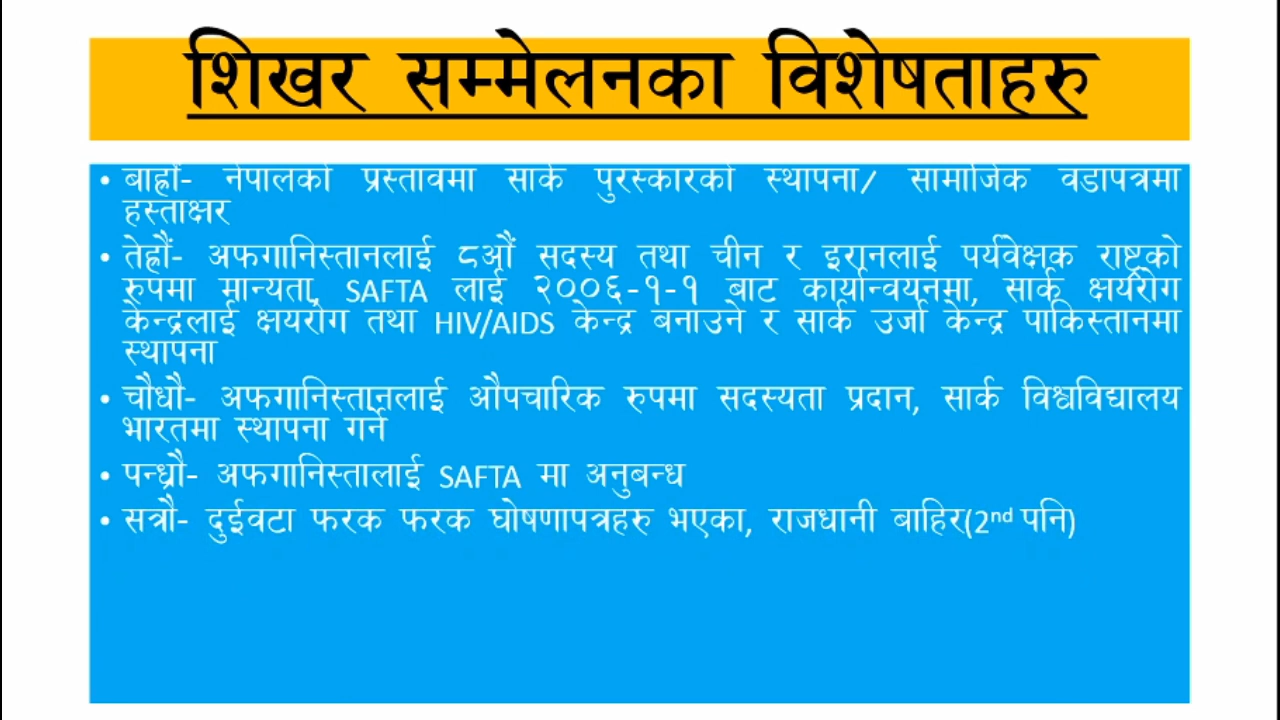 शिखर सम्मेलनका विशेषताहरु
• बाह्रौं- नेपालको प्रस्तावमा सार्क पुरस्कारको स्थापना/ सामाजिक वडापत्रमा
हस्ताक्षर
• तेह्रौं- अफगानिस्तानलाई ८औं सदस्य तथा चीन र इरानलाई पर्यवेक्षक राष्ट्रको
रुपमा मान्यता, SAFTA लाई २००६-१-१ बाट कार्यान्वयनमा, सार्क क्षयरोग
केन्द्रलाई क्षयरोग तथा HIV/AIDS केन्द्र बनाउने र सार्क उर्जा केन्द्र पाकिस्तानमा
स्थापना
• चौधौ- अफगानिस्तानलाई औपचारिक रुपमा सदस्यता प्रदान, सार्क विश्वविद्यालय
भारतमा स्थापना गर्ने
• पन्ध्रौ- अफगानिस्तालाई SAFTA मा अनुबन्ध
• सत्रौ- दुईवटा फरक फरक घोषणापत्रहरु भएका, राजधानी बाहिर(2nd पनि)